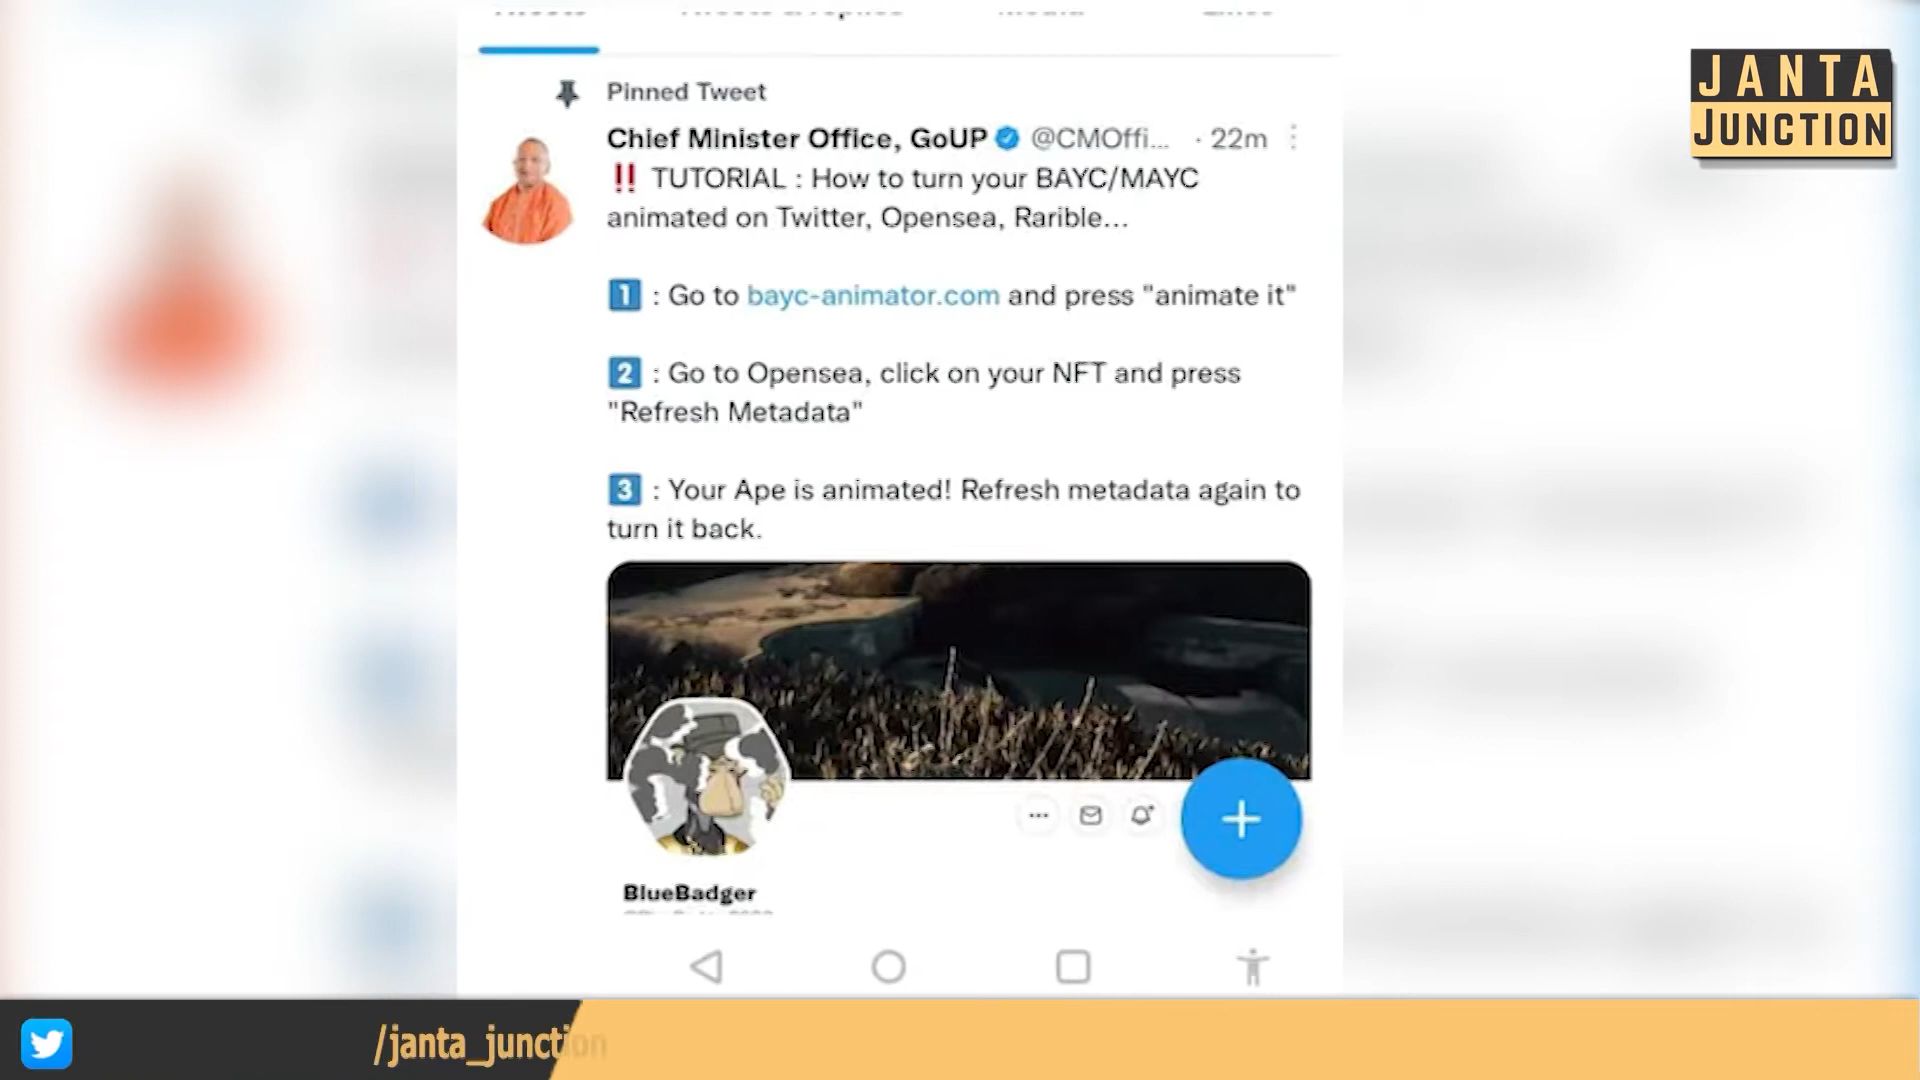 JANTA
JUNCTION
Pinned Tweet
Chief Minister Office, GoUP @CMOffi... · 22m
‼ TUTORIAL : How to turn your BAYC/MAYC
animated on Twitter, Opensea, Rarible...
1 : Go to bayc-animator.com and press "animate it"
2 : Go to Opensea, click on your NFT and press
"Refresh Metadata"
3 : Your Ape is animated! Refresh metadata again to
turn it back.
BlueBadger
/janta_junction